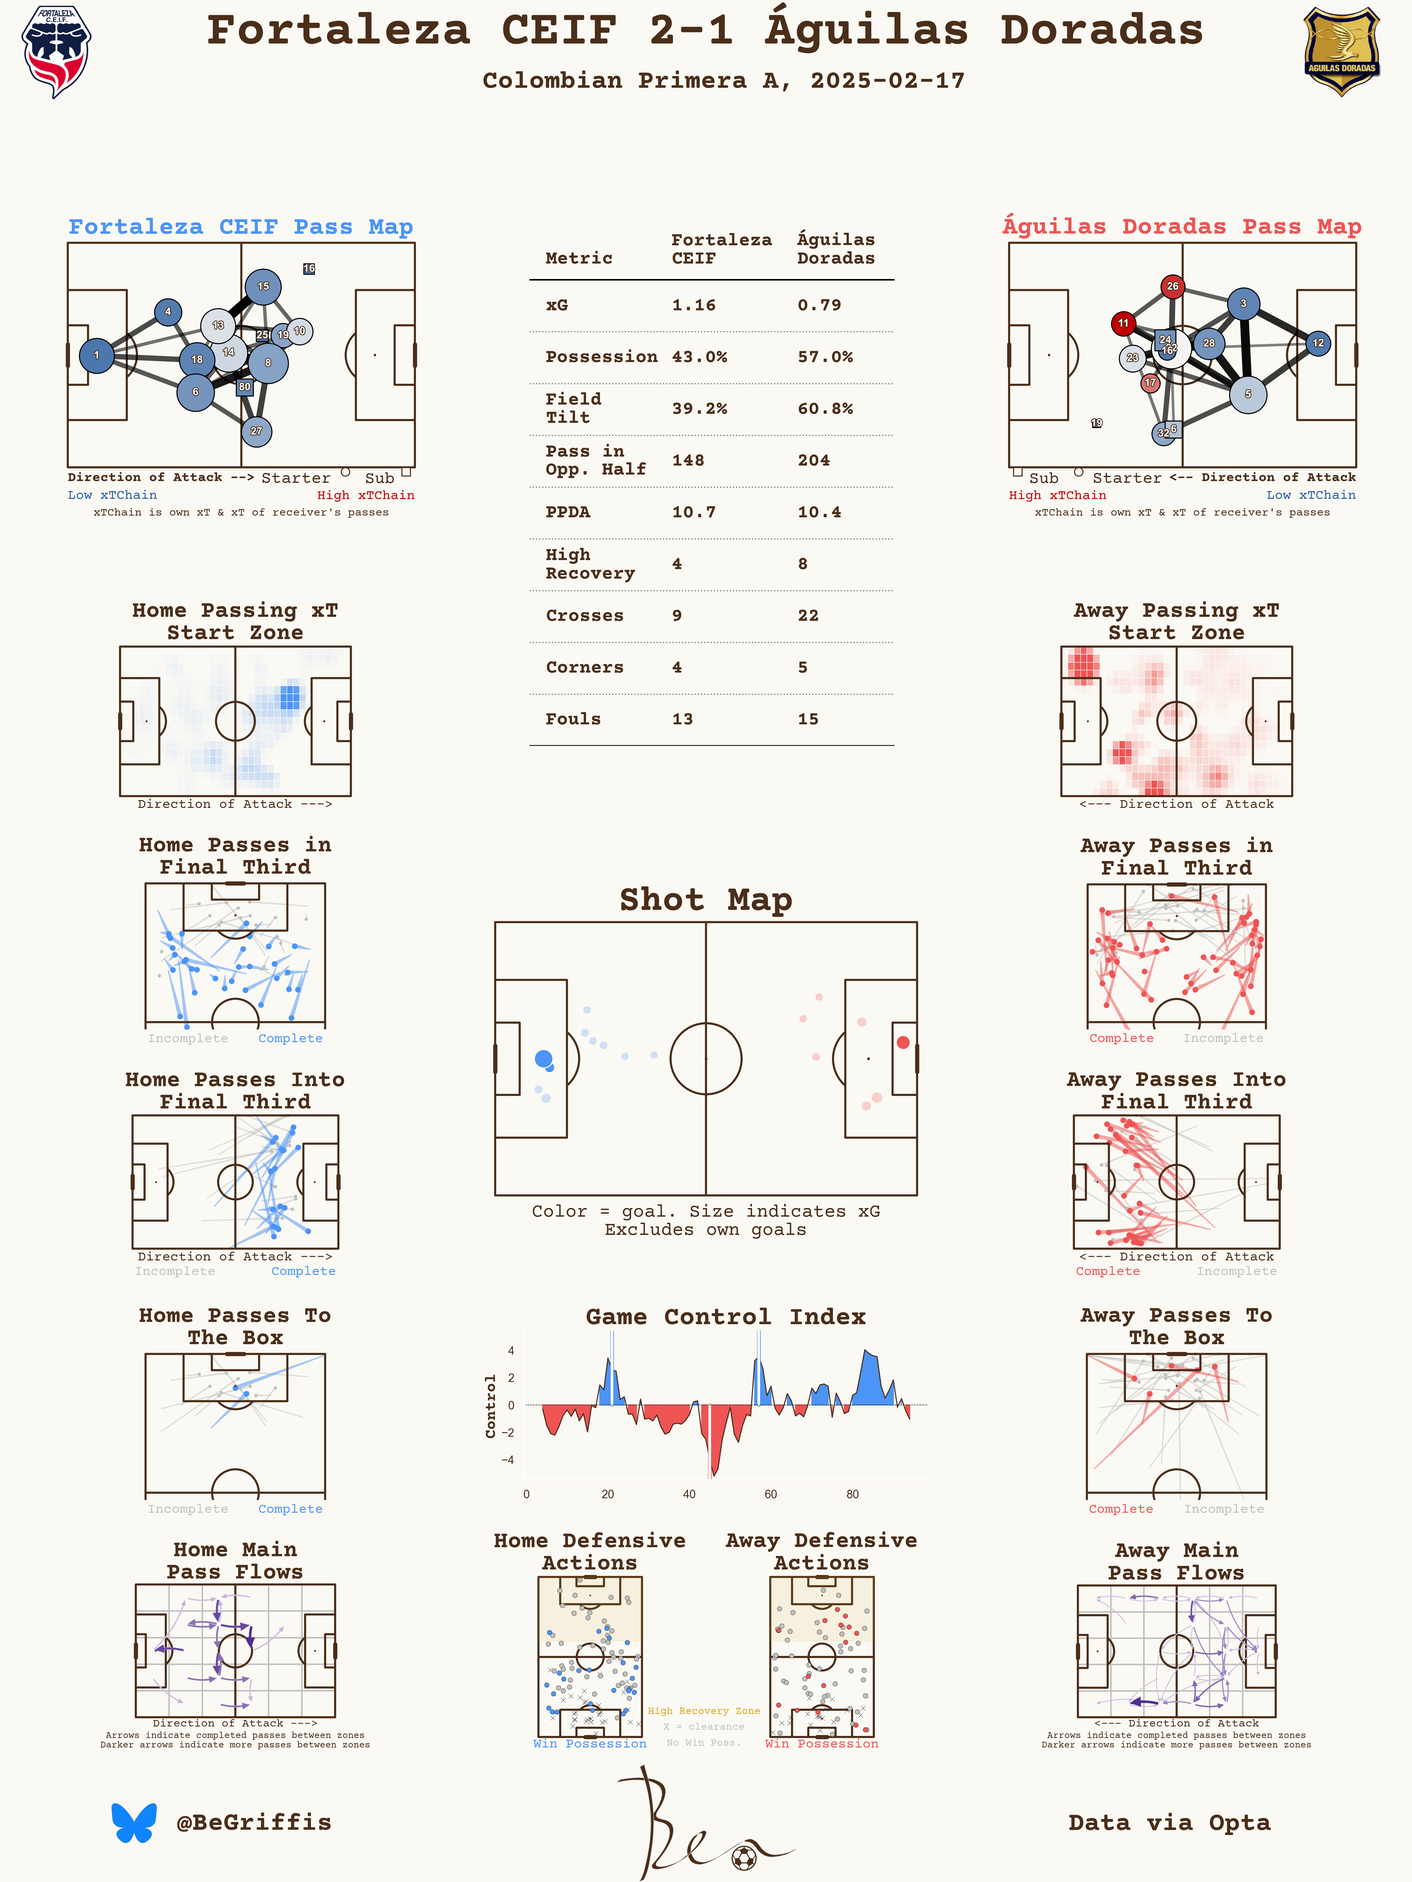 FORTALEZA
C.E.I.F.
Fortaleza CEIF 2-1 Águilas Doradas
Colombian Primera A, 2025-02-17
AGUILAS DORADAS
Fortaleza CEIF Pass Map
16
15
4
13
25
19
10
1
18
14
8
6
80
27
Direction of Attack --> Starter Sub
Low xTChain High xTChain
xTChain is own xT & xT of receiver's passes
Metric Fortaleza CEIF Águilas Doradas
xG 1.16 0.79
Possession 43.0% 57.0%
Field Tilt 39.2% 60.8%
Pass in Opp. Half 148 204
PPDA 10.7 10.4
High Recovery 4 8
Crosses 9 22
Corners 4 5
Fouls 13 15
Águilas Doradas Pass Map
26
3
11
24
28
12
23
16
17
5
19
32
6
Sub Starter <-- Direction of Attack
High xTChain Low xTChain
xTChain is own xT & xT of receiver's passes
Home Passing xT
Start Zone
Direction of Attack --->
Away Passing xT
Start Zone
<--- Direction of Attack
Home Passes in
Final Third
Incomplete Complete
Away Passes in
Final Third
Complete Incomplete
Shot Map
Color = goal. Size indicates xG
Excludes own goals
Home Passes Into
Final Third
Direction of Attack --->
Incomplete Complete
Away Passes Into
Final Third
<--- Direction of Attack
Complete Incomplete
Home Passes To
The Box
Incomplete Complete
Game Control Index
Control
4
2
0
−2
−4
0 20 40 60 80
Away Passes To
The Box
Complete Incomplete
Home Main
Pass Flows
Direction of Attack --->
Arrows indicate completed passes between zones
Darker arrows indicate more passes between zones
Home Defensive
Actions
Win Possession
Away Defensive
Actions
Win Possession
High Recovery Zone
X = clearance
No Win Poss.
Away Main
Pass Flows
<--- Direction of Attack
Arrows indicate completed passes between zones
Darker arrows indicate more passes between zones
@BeGriffis
Ben
Data via Opta